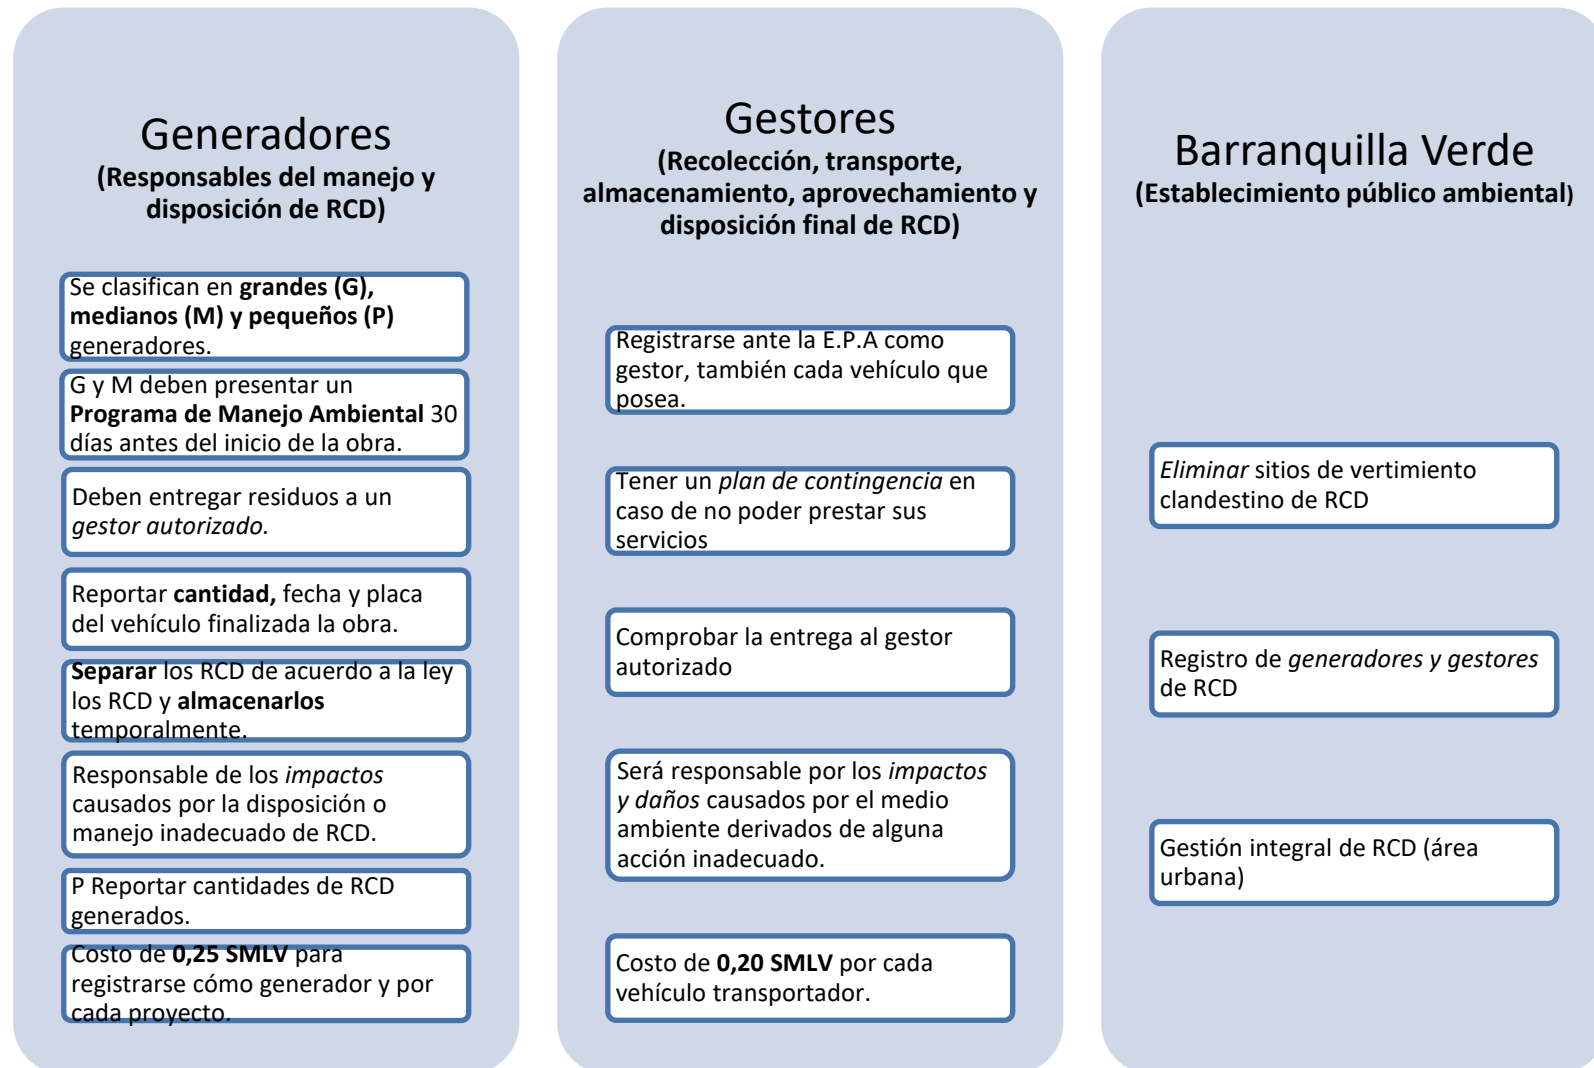 Generadores
(Responsables del manejo y
disposición de RCD)
Se clasifican en grandes (G),
medianos (M) y pequeños (P)
generadores.
G y M deben presentar un
Programa de Manejo Ambiental 30
días antes del inicio de la obra.
Deben entregar residuos a un
gestor autorizado.
Reportar cantidad, fecha y placa
del vehículo finalizada la obra.
Separar los RCD de acuerdo a la ley
los RCD y almacenarlos
temporalmente.
Responsable de los impactos
causados por la disposición o
manejo inadecuado de RCD.
P Reportar cantidades de RCD
generados.
Costo de 0,25 SMLV para
registrarse cómo generador y por
cada proyecto.
Gestores
(Recolección, transporte,
almacenamiento, aprovechamiento y
disposición final de RCD)
Registrarse ante la E.P.A como
gestor, también cada vehículo que
posea.
Tener un plan de contingencia en
caso de no poder prestar sus
servicios
Comprobar la entrega al gestor
autorizado
Será responsable por los impactos
y daños causados por el medio
ambiente derivados de alguna
acción inadecuado.
Costo de 0,20 SMLV por cada
vehículo transportador.
Barranquilla Verde
(Establecimiento público ambiental)
Eliminar sitios de vertimiento
clandestino de RCD
Registro de generadores y gestores
de RCD
Gestión integral de RCD (área
urbana)